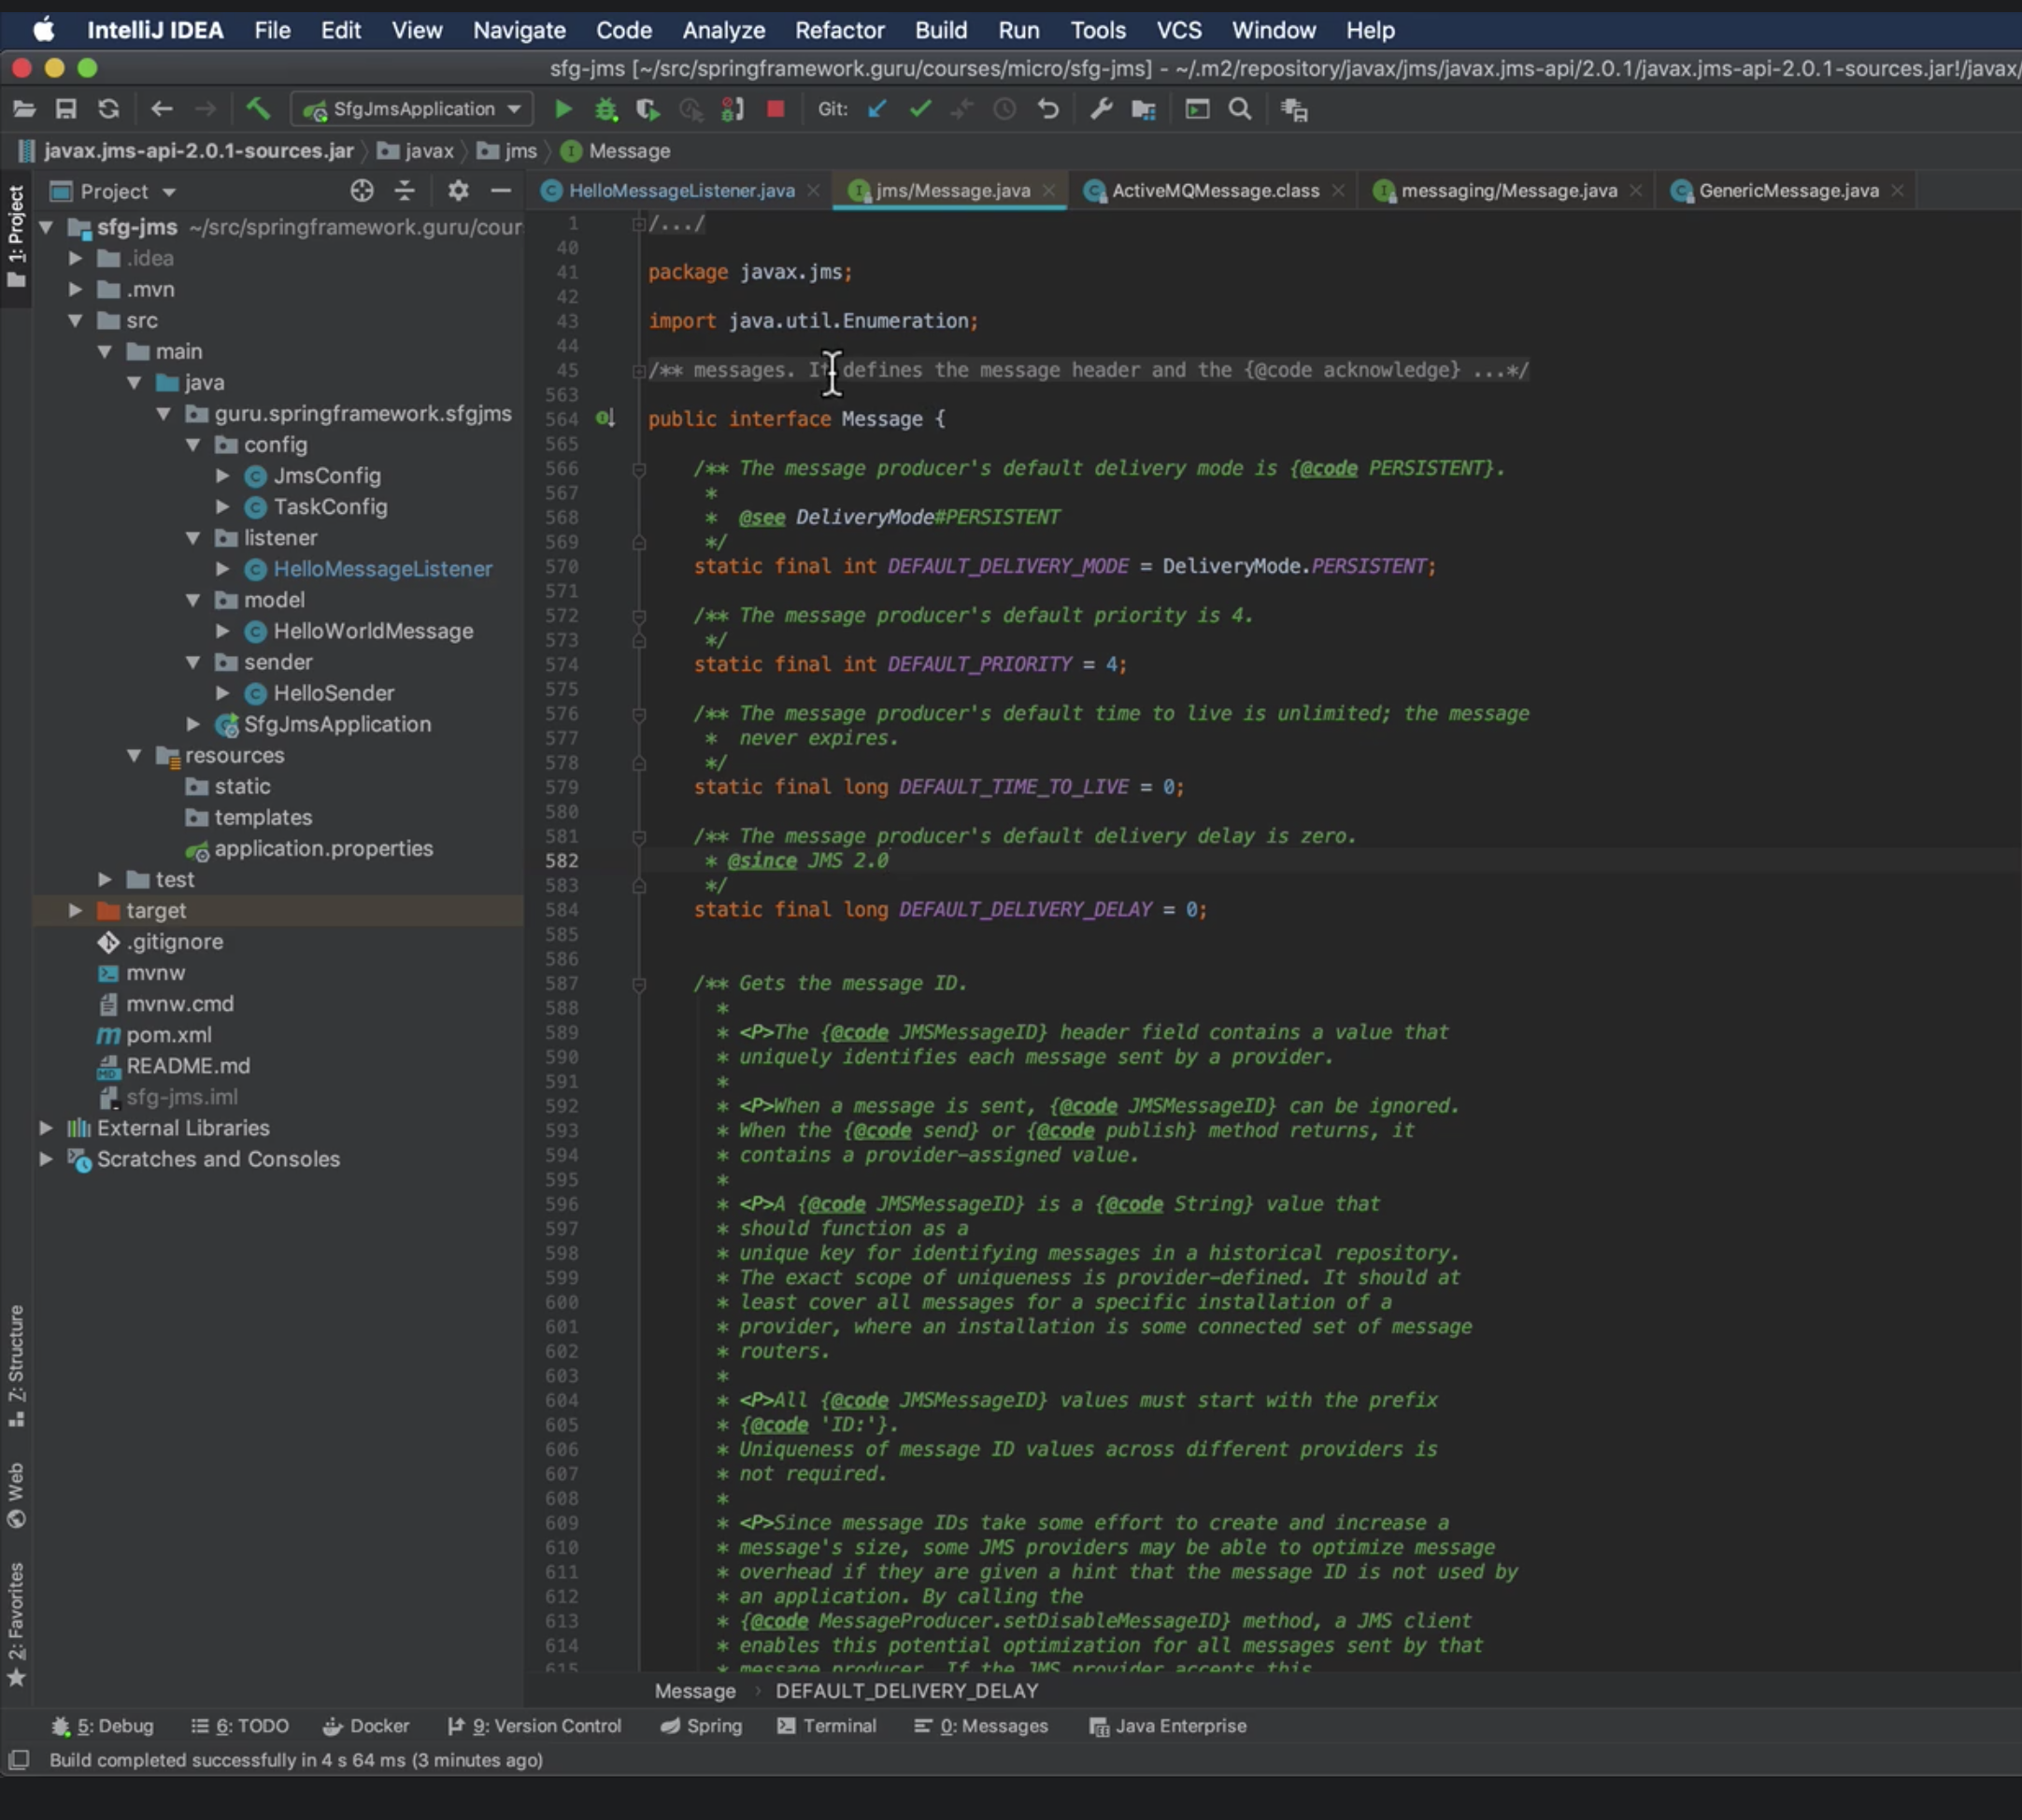 IntelliJ IDEA File Edit View Navigate Code Analyze Refactor Build Run Tools VCS Window Help
sfg-jms [~/src/springframework.guru/courses/micro/sfg-jms] - ~/.m2/repository/javax/jms/javax.jms-api/2.0.1/javax.jms-api-2.0.1-sources.jar!/javax/
SfgJmsApplication Git:
javax.jms-api-2.0.1-sources.jar javax jms Message
Project
HelloMessageListener.java jms/Message.java ActiveMQMessage.class messaging/Message.java GenericMessage.java
1: Project
sfg-jms ~/src/springframework.guru/cour
.idea
.mvn
src
main
java
guru.springframework.sfgjms
config
JmsConfig
TaskConfig
listener
HelloMessageListener
model
HelloWorldMessage
sender
HelloSender
SfgJmsApplication
resources
static
templates
application.properties
test
target
.gitignore
mvnw
mvnw.cmd
pom.xml
README.md
sfg-jms.iml
External Libraries
Scratches and Consoles
Z: Structure
Web
2: Favorites
1 /.../
40
41 package javax.jms;
42
43 import java.util.Enumeration;
44
45 /** messages. It defines the message header and the {@code acknowledge} ...*/
563
564 public interface Message {
565
566 /** The message producer's default delivery mode is {@code PERSISTENT}.
567 *
568 * @see DeliveryMode#PERSISTENT
569 */
570 static final int DEFAULT_DELIVERY_MODE = DeliveryMode.PERSISTENT;
571
572 /** The message producer's default priority is 4.
573 */
574 static final int DEFAULT_PRIORITY = 4;
575
576 /** The message producer's default time to live is unlimited; the message
577 * never expires.
578 */
579 static final long DEFAULT_TIME_TO_LIVE = 0;
580
581 /** The message producer's default delivery delay is zero.
582 * @since JMS 2.0
583 */
584 static final long DEFAULT_DELIVERY_DELAY = 0;
585
586
587 /** Gets the message ID.
588 *
589 * <P>The {@code JMSMessageID} header field contains a value that
590 * uniquely identifies each message sent by a provider.
591 *
592 * <P>When a message is sent, {@code JMSMessageID} can be ignored.
593 * When the {@code send} or {@code publish} method returns, it
594 * contains a provider-assigned value.
595 *
596 * <P>A {@code JMSMessageID} is a {@code String} value that
597 * should function as a
598 * unique key for identifying messages in a historical repository.
599 * The exact scope of uniqueness is provider-defined. It should at
600 * least cover all messages for a specific installation of a
601 * provider, where an installation is some connected set of message
602 * routers.
603 *
604 * <P>All {@code JMSMessageID} values must start with the prefix
605 * {@code 'ID:'}.
606 * Uniqueness of message ID values across different providers is
607 * not required.
608 *
609 * <P>Since message IDs take some effort to create and increase a
610 * message's size, some JMS providers may be able to optimize message
611 * overhead if they are given a hint that the message ID is not used by
612 * an application. By calling the
613 * {@code MessageProducer.setDisableMessageID} method, a JMS client
614 * enables this potential optimization for all messages sent by that
615 * message producer. If the JMS provider accepts this
Message DEFAULT_DELIVERY_DELAY
5: Debug 6: TODO Docker 9: Version Control Spring Terminal 0: Messages Java Enterprise
Build completed successfully in 4 s 64 ms (3 minutes ago)